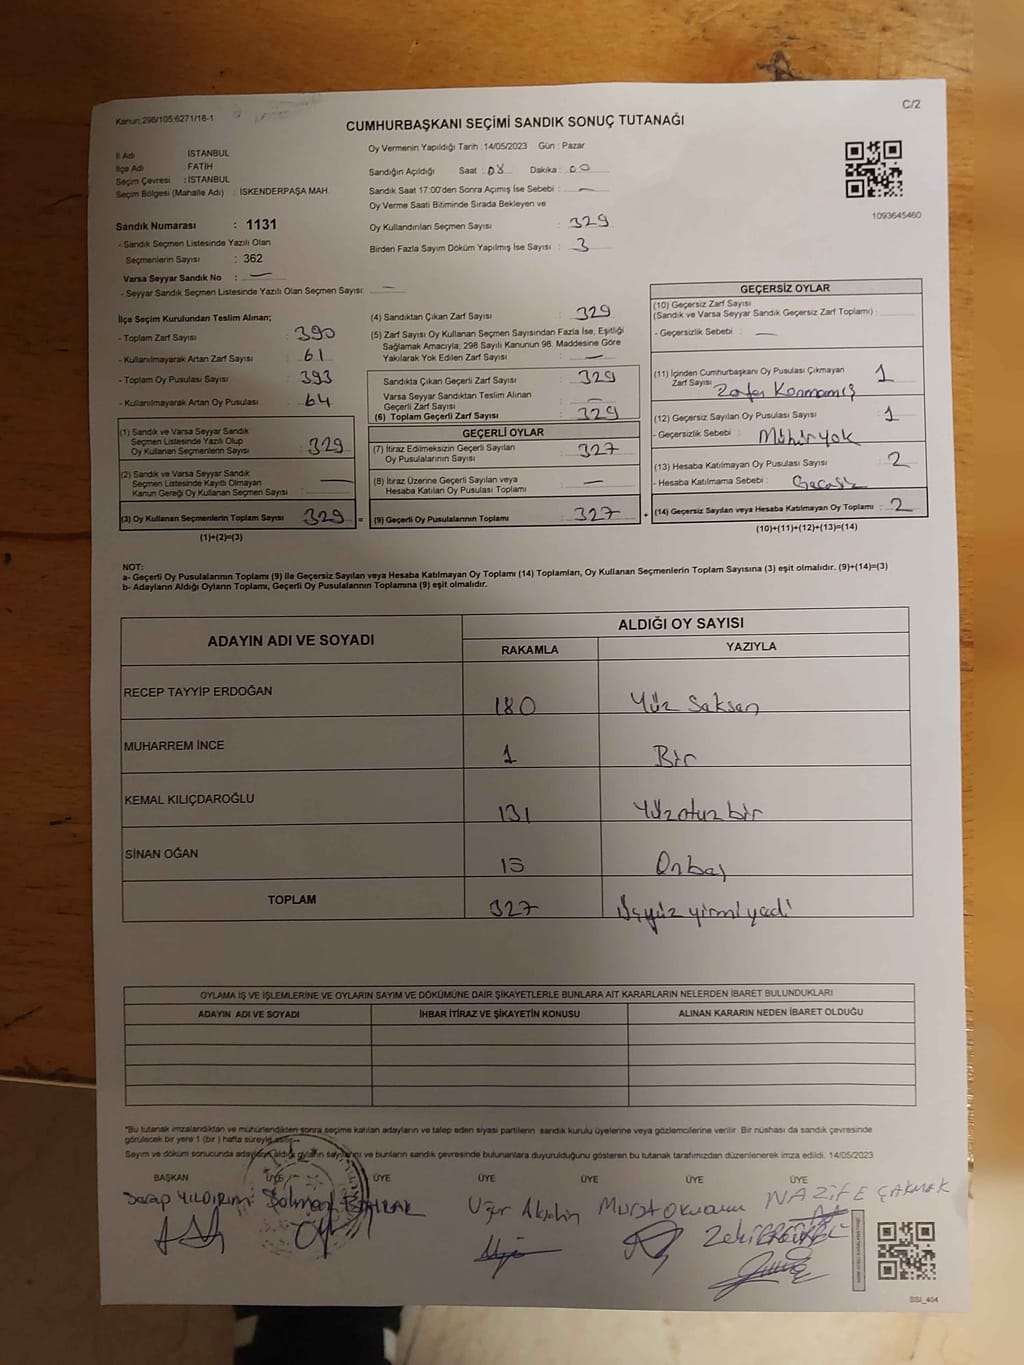 Kanun:298/105;6271/16-1
C/2
CUMHURBAŞKANI SEÇİMİ SANDIK SONUÇ TUTANAĞI
İl Adı : İSTANBUL
İlçe Adı : FATİH
Seçim Çevresi : İSTANBUL
Seçim Bölgesi (Mahalle Adı) : İSKENDERPAŞA MAH.
Oy Vermenin Yapıldığı Tarih : 14/05/2023 Gün : Pazar
Sandığın Açıldığı Saat : 08 Dakika : 00
Sandık Saat 17:00'den Sonra Açımış İse Sebebi : —
Oy Verme Saati Bitiminde Sırada Bekleyen ve
Oy Kullandırılan Seçmen Sayısı : 329
Birden Fazla Sayım Döküm Yapılmış İse Sayısı : 3
1093645460
Sandık Numarası : 1131
- Sandık Seçmen Listesinde Yazılı Olan
Seçmenlerin Sayısı : 362
Varsa Seyyar Sandık No : —
- Seyyar Sandık Seçmen Listesinde Yazılı Olan Seçmen Sayısı: —
İlçe Seçim Kurulundan Teslim Alınan;
- Toplam Zarf Sayısı : 390
- Kullanılmayarak Artan Zarf Sayısı : 61
- Toplam Oy Pusulası Sayısı : 393
- Kullanılmayarak Artan Oy Pusulası : 64
(1) Sandık ve Varsa Seyyar Sandık
Seçmen Listesinde Yazılı Olup
Oy Kullanan Seçmenlerin Sayısı : 329
(2) Sandık ve Varsa Seyyar Sandık
Seçmen Listesinde Kayıtlı Olmayan
Kanun Gereği Oy Kullanan Seçmen Sayısı : —
(3) Oy Kullanan Seçmenlerin Toplam Sayısı : 329 =
(1)+(2)=(3)
(4) Sandıktan Çıkan Zarf Sayısı : 329
(5) Zarf Sayısı Oy Kullanan Seçmen Sayısından Fazla İse, Eşitliği
Sağlamak Amacıyla; 298 Sayılı Kanunun 98. Maddesine Göre
Yakılarak Yok Edilen Zarf Sayısı : —
Sandıkta Çıkan Geçerli Zarf Sayısı : 329
Varsa Seyyar Sandıktan Teslim Alınan
Geçerli Zarf Sayısı : —
(6) Toplam Geçerli Zarf Sayısı : 329
GEÇERLİ OYLAR
(7) İtiraz Edilmeksizin Geçerli Sayılan
Oy Pusulalarının Sayısı : 327
(8) İtiraz Üzerine Geçerli Sayılan veya
Hesaba Katılan Oy Pusulası Toplamı : —
(9) Geçerli Oy Pusulalarının Toplamı : 327 +
GEÇERSİZ OYLAR
(10) Geçersiz Zarf Sayısı
(Sandık ve Varsa Seyyar Sandık Geçersiz Zarf Toplamı) :
- Geçersizlik Sebebi : —
(11) İçinden Cumhurbaşkanı Oy Pusulası Çıkmayan
Zarf Sayısı : 1
Zarfa Konmamış
(12) Geçersiz Sayılan Oy Pusulası Sayısı : 1
- Geçersizlik Sebebi : Mühür yok
(13) Hesaba Katılmayan Oy Pusulası Sayısı : 2
- Hesaba Katılmama Sebebi : Geçersiz
(14) Geçersiz Sayılan veya Hesaba Katılmayan Oy Toplamı : 2
(10)+(11)+(12)+(13)=(14)
NOT:
a- Geçerli Oy Pusulalarının Toplamı (9) ile Geçersiz Sayılan veya Hesaba Katılmayan Oy Toplamı (14) Toplamları, Oy Kullanan Seçmenlerin Toplam Sayısına (3) eşit olmalıdır. (9)+(14)=(3)
b- Adayların Aldığı Oyların Toplamı, Geçerli Oy Pusulalarının Toplamına (9) eşit olmalıdır.
ADAYIN ADI VE SOYADI
ALDIĞI OY SAYISI
RAKAMLA YAZIYLA
RECEP TAYYİP ERDOĞAN 180 Yüz Seksen
MUHARREM İNCE 1 Bir
KEMAL KILIÇDAROĞLU 131 Yüzotuz bir
SİNAN OĞAN 15 Onbeş
TOPLAM 327 Üçyüz yirmi yedi
OYLAMA İŞ VE İŞLEMLERİNE VE OYLARIN SAYIM VE DÖKÜMÜNE DAİR ŞİKAYETLERLE BUNLARA AİT KARARLARIN NELERDEN İBARET BULUNDUKLARI
ADAYIN ADI VE SOYADI İHBAR İTİRAZ VE ŞİKAYETİN KONUSU ALINAN KARARIN NEDEN İBARET OLDUĞU
*Bu tutanak imzalandıktan ve mühürlendikten sonra seçime katılan adayların ve talep eden siyasi partilerin sandık kurulu üyelerine veya gözlemcilerine verilir. Bir nüshası da sandık çevresinde
görülecek bir yere 1 (bir ) hafta süreyle asılır.
Sayım ve döküm sonucunda adayların aldığı oyların sayılarını ve bunların sandık çevresinde bulunanlara duyurulduğunu gösteren bu tutanak tarafımızdan düzenlenerek imza edildi. 14/05/2023
BAŞKAN ÜYE ÜYE ÜYE ÜYE ÜYE ÜYE
Serap YILDIRIM Uğur Murat NAZİFE ÇAKMAK
Zeki
SSI_404